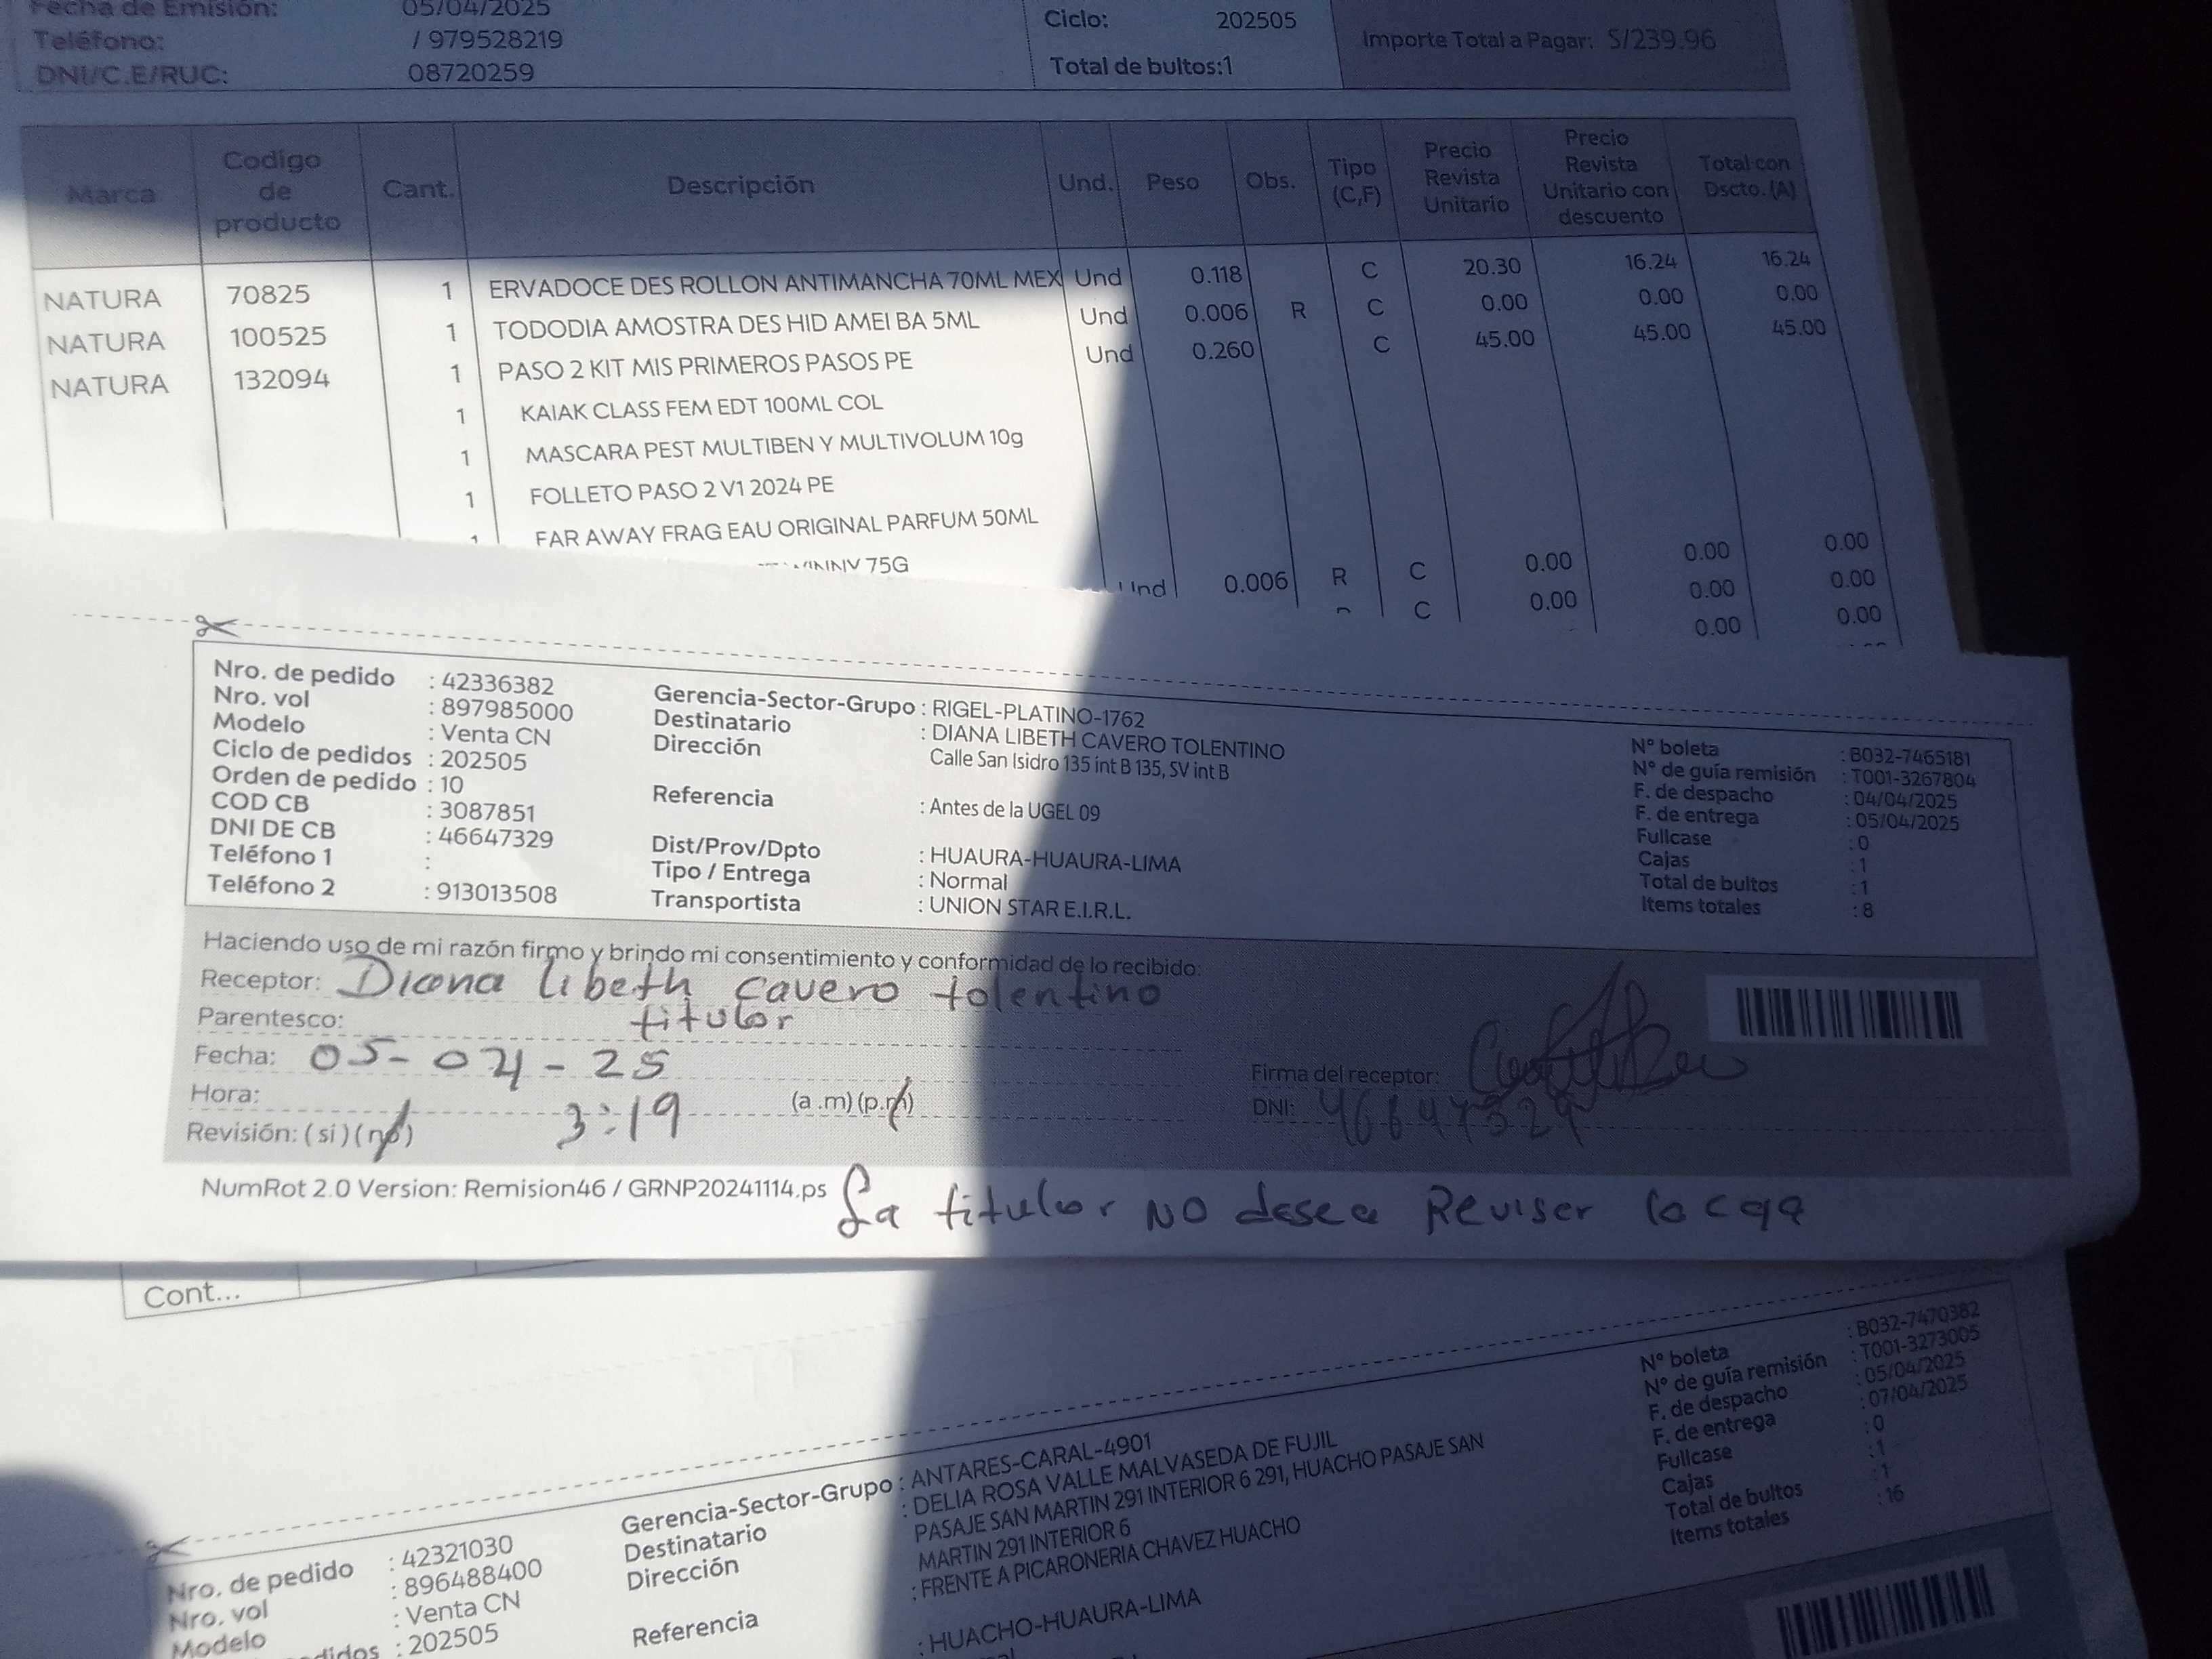 Fecha de Emisión: 05/04/2025
Teléfono: / 979528219
DNI/C.E/RUC: 08720259
Ciclo: 202505
Total de bultos:1
Importe Total a Pagar: S/239.96
Marca Codigo de producto Cant. Descripción Und. Peso Obs. Tipo (C,F) Precio Revista Unitario Precio Revista Unitario con descuento Total con Dscto. (A)
NATURA 70825 1 ERVADOCE DES ROLLON ANTIMANCHA 70ML MEX Und 0.118 C 20.30 16.24 16.24
NATURA 100525 1 TODODIA AMOSTRA DES HID AMEI BA 5ML Und 0.006 R C 0.00 0.00 0.00
NATURA 132094 1 PASO 2 KIT MIS PRIMEROS PASOS PE Und 0.260 C 45.00 45.00 45.00
1 KAIAK CLASS FEM EDT 100ML COL
1 MASCARA PEST MULTIBEN Y MULTIVOLUM 10g
1 FOLLETO PASO 2 V1 2024 PE
1 FAR AWAY FRAG EAU ORIGINAL PARFUM 50ML
75G
Und 0.006 R C 0.00 0.00 0.00
C 0.00 0.00 0.00
0.00 0.00
Nro. de pedido : 42336382
Nro. vol : 897985000
Modelo : Venta CN
Ciclo de pedidos : 202505
Orden de pedido : 10
COD CB : 3087851
DNI DE CB : 46647329
Teléfono 1 :
Teléfono 2 : 913013508
Gerencia-Sector-Grupo : RIGEL-PLATINO-1762
Destinatario : DIANA LIBETH CAVERO TOLENTINO
Dirección Calle San Isidro 135 int B 135, SV int B
Referencia : Antes de la UGEL 09
Dist/Prov/Dpto : HUAURA-HUAURA-LIMA
Tipo / Entrega : Normal
Transportista : UNION STAR E.I.R.L.
N° boleta : B032-7465181
N° de guía remisión : T001-3267804
F. de despacho : 04/04/2025
F. de entrega : 05/04/2025
Fullcase : 0
Cajas : 1
Total de bultos : 1
Items totales : 8
Haciendo uso de mi razón firmo y brindo mi consentimiento y conformidad de lo recibido:
Receptor: Diana libeth cavero tolentino
Parentesco: titular
Fecha: 05-04-25
Hora: 3:19 (a .m) (p.m)
Revisión: ( si ) ( no )
Firma del receptor:
DNI: 46647329
NumRot 2.0 Version: Remision46 / GRNP20241114.ps
La titular NO desea Revisar la caja
Cont...
Nro. de pedido : 42321030
Nro. vol : 896488400
Modelo : Venta CN
didos : 202505
Gerencia-Sector-Grupo : ANTARES-CARAL-4901
Destinatario : DELIA ROSA VALLE MALVASEDA DE FUJIL
Dirección PASAJE SAN MARTIN 291 INTERIOR 6 291, HUACHO PASAJE SAN
MARTIN 291 INTERIOR 6
Referencia : FRENTE A PICARONERIA CHAVEZ HUACHO
: HUACHO-HUAURA-LIMA
N° boleta : B032-7470382
N° de guía remisión : T001-3273005
F. de despacho : 05/04/2025
F. de entrega : 07/04/2025
Fullcase : 0
Cajas : 1
Total de bultos : 1
Items totales : 16